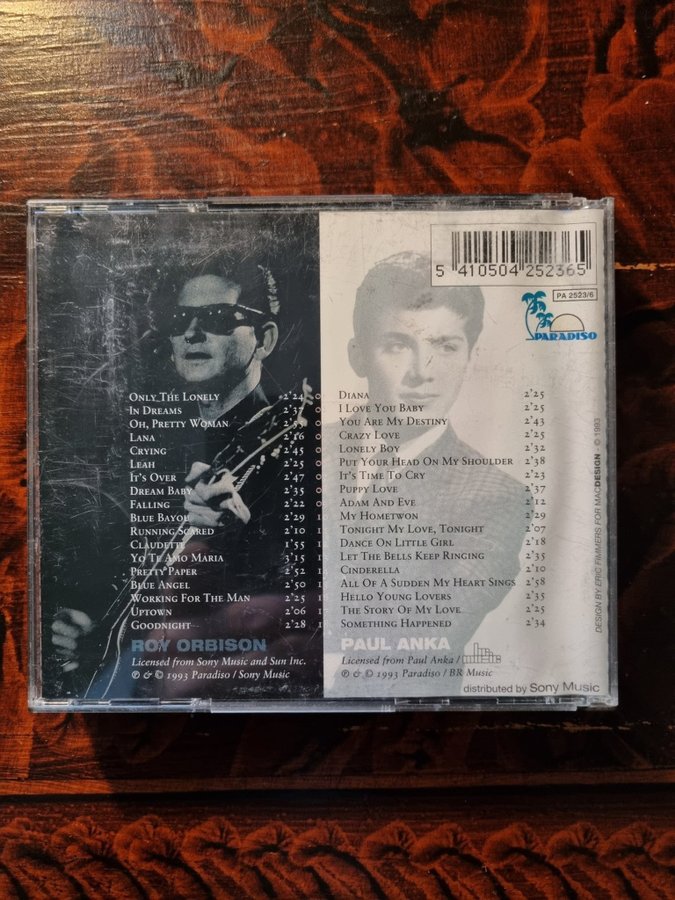 5 410504 252365
PA 2523/6
PARADISO
ONLY THE LONELY 2'24
IN DREAMS 2'37
OH, PRETTY WOMAN 2'55
LANA 2'16
CRYING 2'45
LEAH 2'25
IT'S OVER 2'47
DREAM BABY 2'35
FALLING 2'22
BLUE BAYOU 2'29
RUNNING SCARED 2'10
CLAUDETTE 1'55
YO TE AMO MARIA 3'15
PRETTY PAPER 2'52
BLUE ANGEL 2'50
WORKING FOR THE MAN 2'25
UPTOWN 2'06
GOODNIGHT 2'28
ROY ORBISON
Licensed from Sony Music and Sun Inc.
℗ & © 1993 Paradiso / Sony Music
DIANA 2'25
I LOVE YOU BABY 2'25
YOU ARE MY DESTINY 2'43
CRAZY LOVE 2'25
LONELY BOY 2'32
PUT YOUR HEAD ON MY SHOULDER 2'38
IT'S TIME TO CRY 2'23
PUPPY LOVE 2'37
ADAM AND EVE 2'12
MY HOMETWON 2'29
TONIGHT MY LOVE, TONIGHT 2'07
DANCE ON LITTLE GIRL 2'18
LET THE BELLS KEEP RINGING 2'35
CINDERELLA 2'10
ALL OF A SUDDEN MY HEART SINGS 2'58
HELLO YOUNG LOVERS 2'35
THE STORY OF MY LOVE 2'25
SOMETHING HAPPENED 2'34
PAUL ANKA
Licensed from Paul Anka /
℗ & © 1993 Paradiso / BR Music
distributed by Sony Music
DESIGN BY ERIC FIMMERS FOR MACDESIGN © 1993